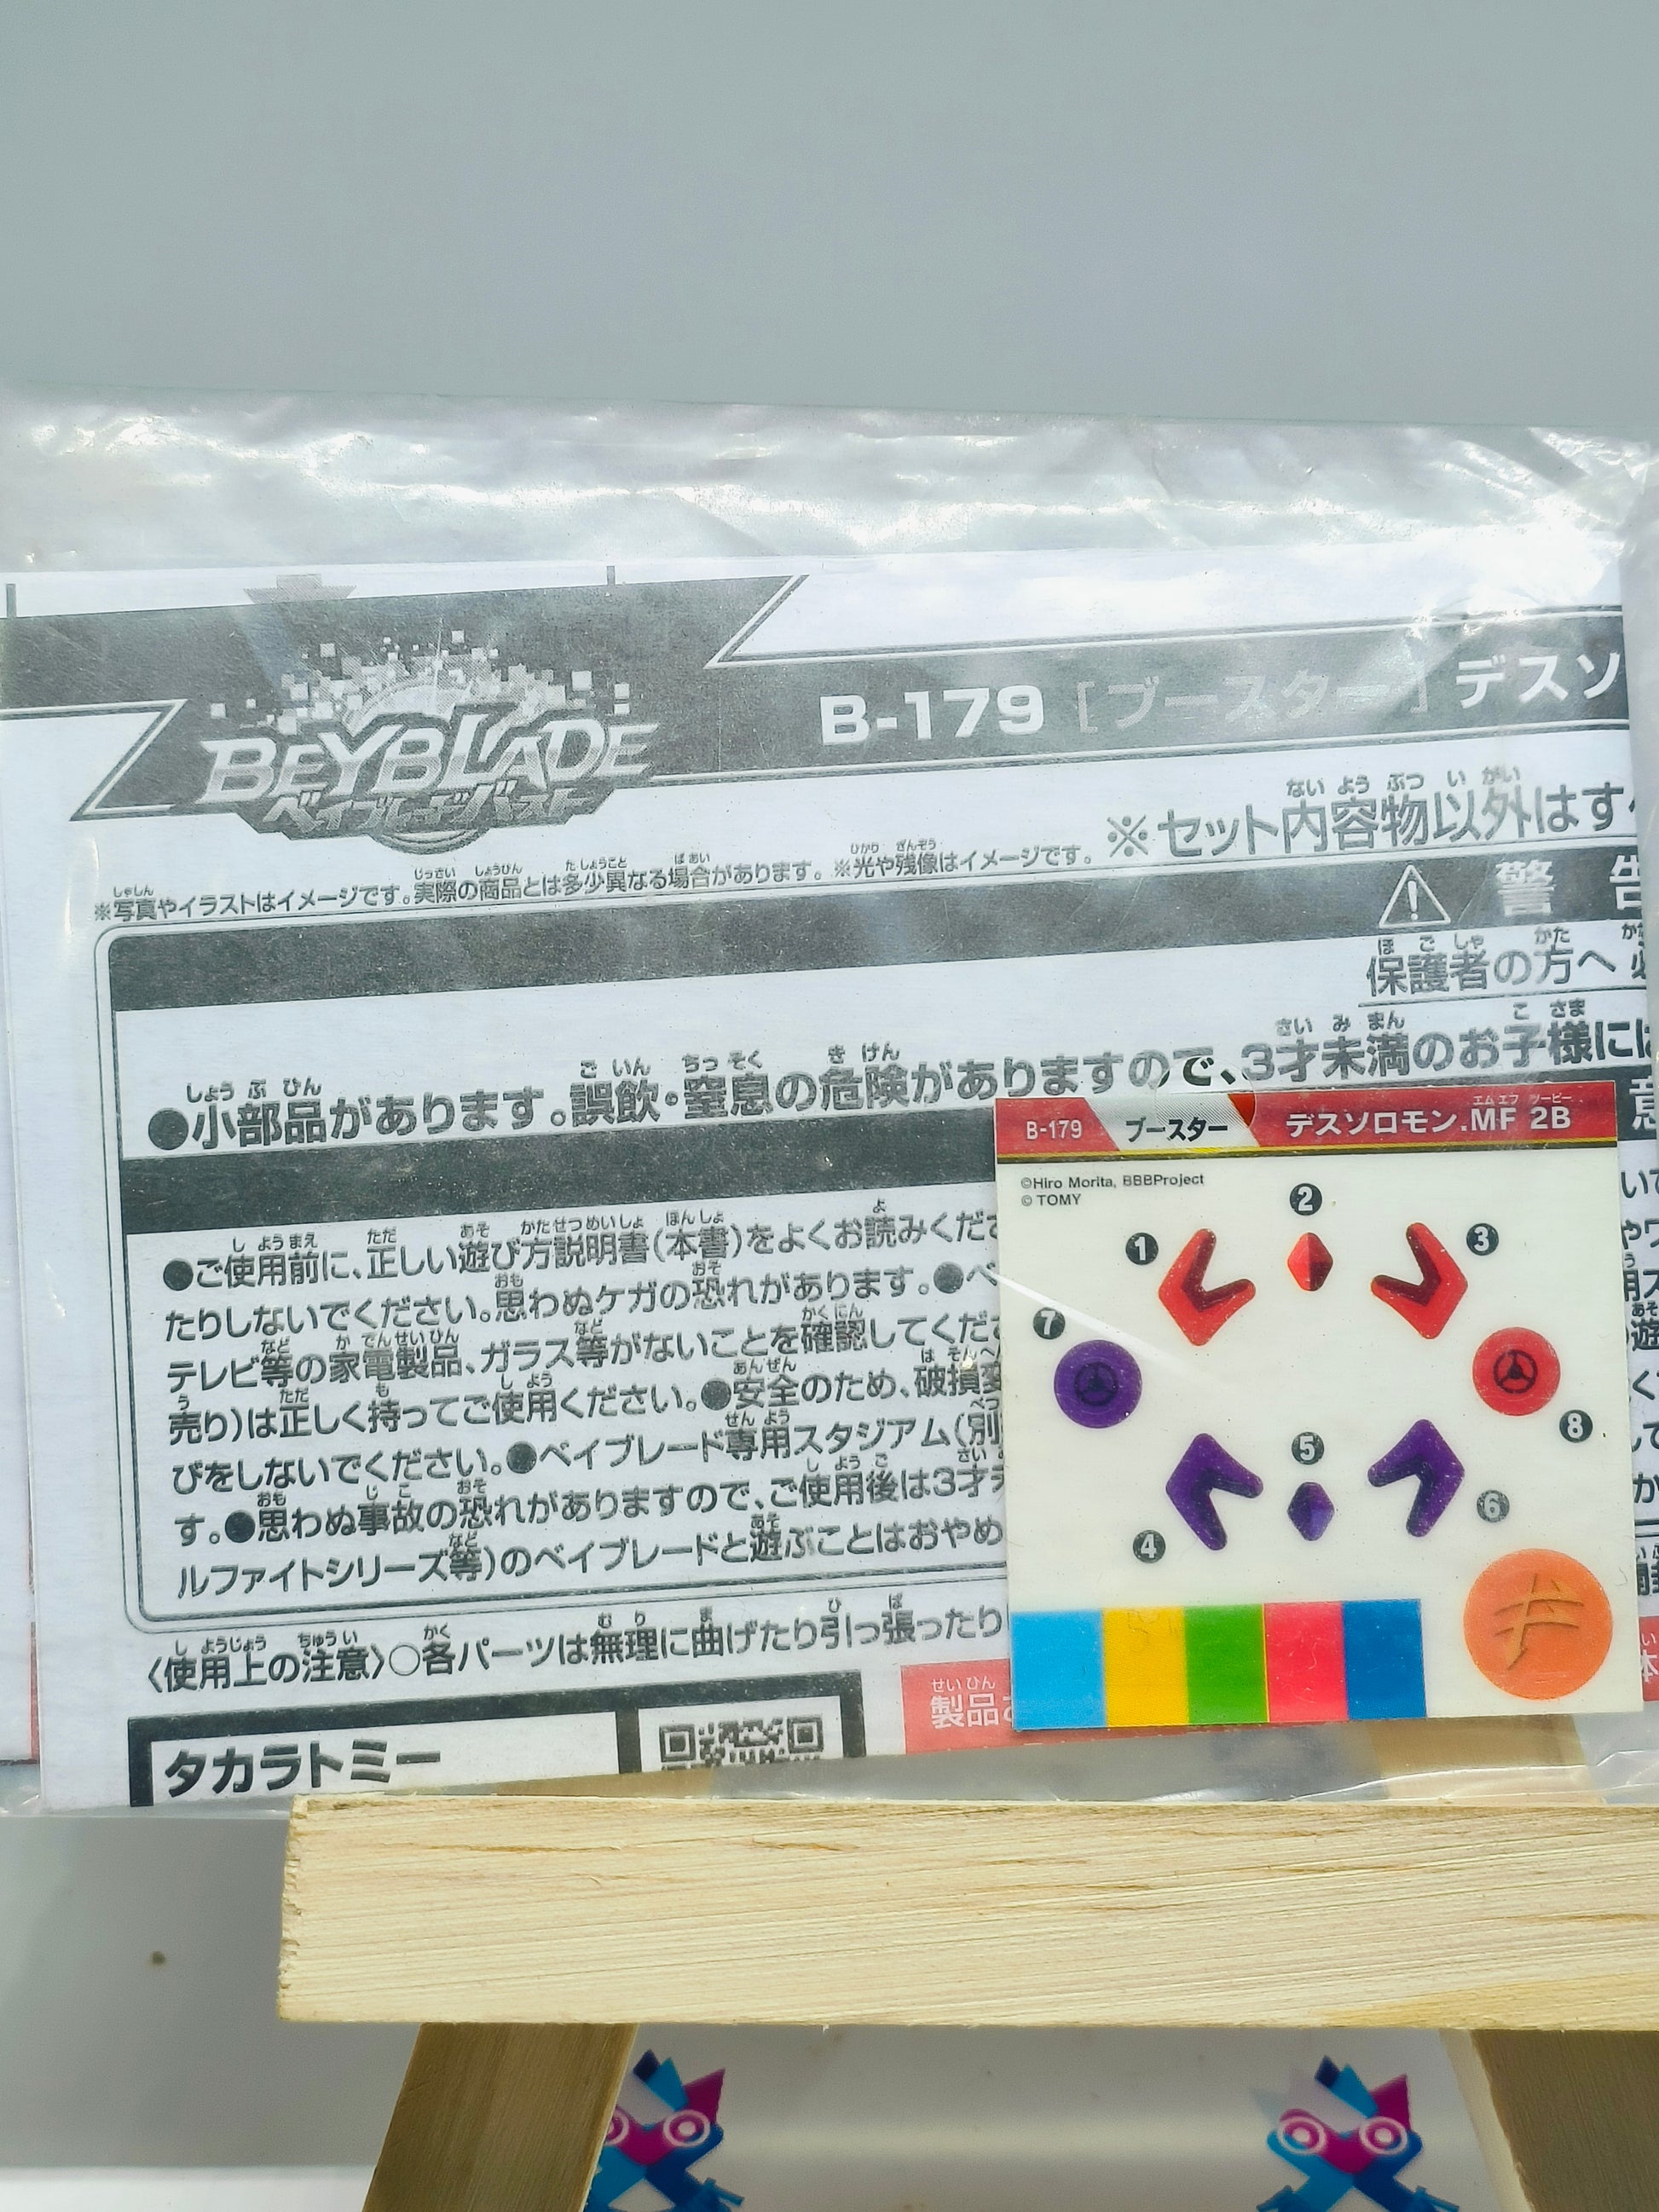 BEYBLADE
ベイブレードバースト
B-179 [ブースター] デスソ
※セット内容物以外はす
※写真やイラストはイメージです。実際の商品とは多少異なる場合があります。※光や残像はイメージです。
警告
保護者の方へ
●小部品があります。誤飲・窒息の危険がありますので、3才未満のお子様には
●ご使用前に、正しい遊び方説明書(本書)をよくお読みくださ
たりしないでください。思わぬケガの恐れがあります。●ベ
テレビ等の家電製品、ガラス等がないことを確認してくださ
売り)は正しく持ってご使用ください。●安全のため、破損変
びをしないでください。●ベイブレード専用スタジアム(別
す。●思わぬ事故の恐れがありますので、ご使用後は3才
ルファイトシリーズ等)のベイブレードと遊ぶことはおやめ
〈使用上の注意〉○各パーツは無理に曲げたり引っ張ったり
タカラトミー
製品
B-179 ブースター デスソロモン.MF 2B
©Hiro Morita, BBBProject
© TOMY
2
1
3
7
8
5
4
6